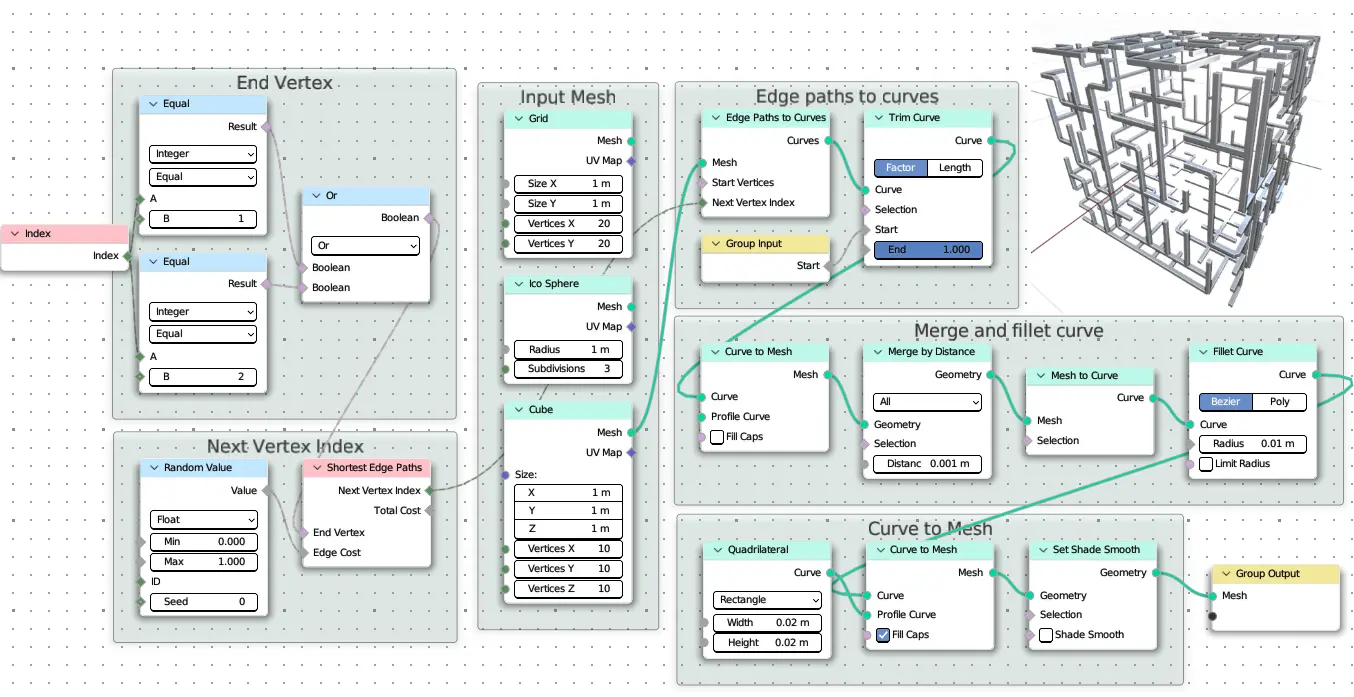 End Vertex
Equal
Result
Integer
Equal
A
B 1
Index
Index
Equal
Result
Integer
Equal
A
B 2
Or
Boolean
Or
Boolean
Boolean
Next Vertex Index
Random Value
Value
Float
Min 0.000
Max 1.000
ID
Seed 0
Shortest Edge Paths
Next Vertex Index
Total Cost
End Vertex
Edge Cost
Input Mesh
Grid
Mesh
UV Map
Size X 1 m
Size Y 1 m
Vertices X 20
Vertices Y 20
Ico Sphere
Mesh
UV Map
Radius 1 m
Subdivisions 3
Cube
Mesh
UV Map
Size:
X 1 m
Y 1 m
Z 1 m
Vertices X 10
Vertices Y 10
Vertices Z 10
Edge paths to curves
Edge Paths to Curves
Curves
Mesh
Start Vertices
Next Vertex Index
Group Input
Start
Trim Curve
Curve
Factor Length
Curve
Selection
Start
End 1.000
Merge and fillet curve
Curve to Mesh
Mesh
Curve
Profile Curve
Fill Caps
Merge by Distance
Geometry
All
Geometry
Selection
Distanc 0.001 m
Mesh to Curve
Curve
Mesh
Selection
Fillet Curve
Curve
Bezier Poly
Curve
Radius 0.01 m
Limit Radius
Curve to Mesh
Quadrilateral
Curve
Rectangle
Width 0.02 m
Height 0.02 m
Curve to Mesh
Mesh
Curve
Profile Curve
Fill Caps
Set Shade Smooth
Geometry
Geometry
Selection
Shade Smooth
Group Output
Mesh